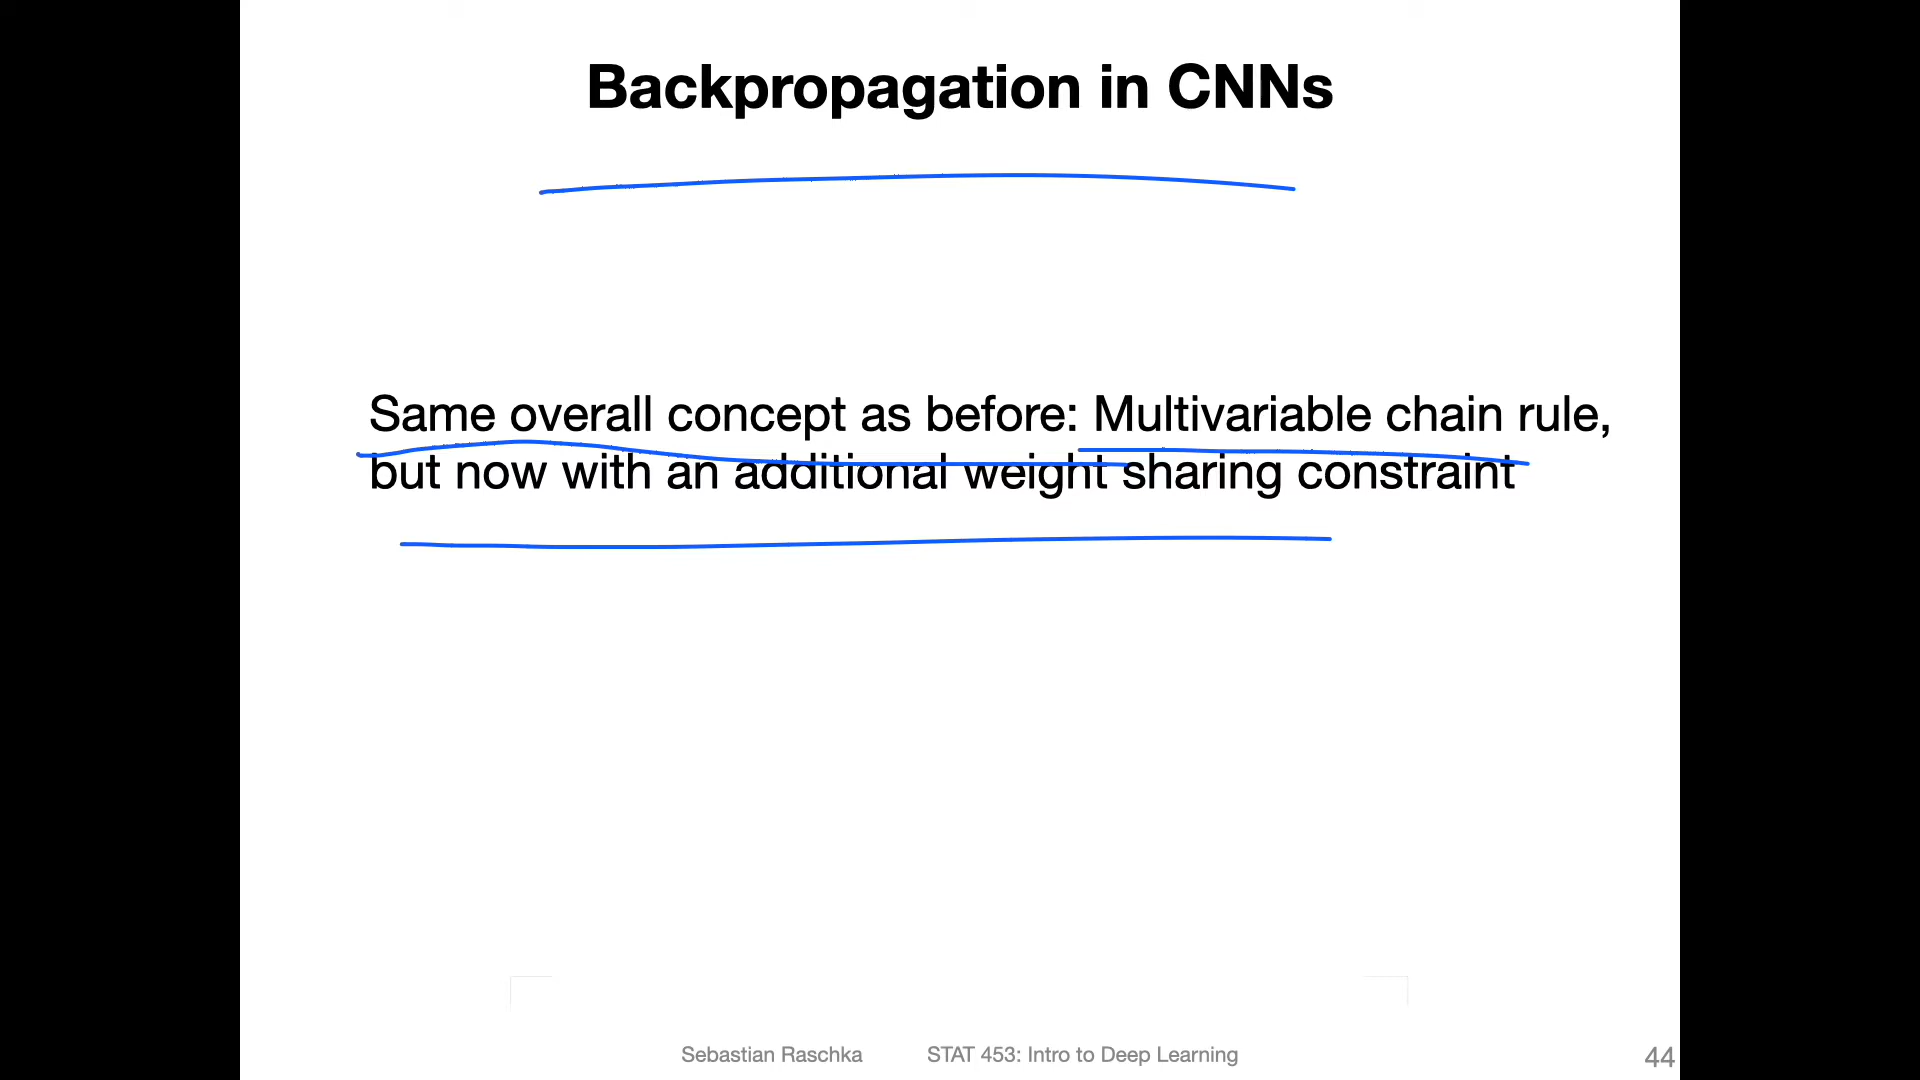 Backpropagation in CNNs
Same overall concept as before: Multivariable chain rule,
but now with an additional weight sharing constraint
Sebastian Raschka STAT 453: Intro to Deep Learning 44